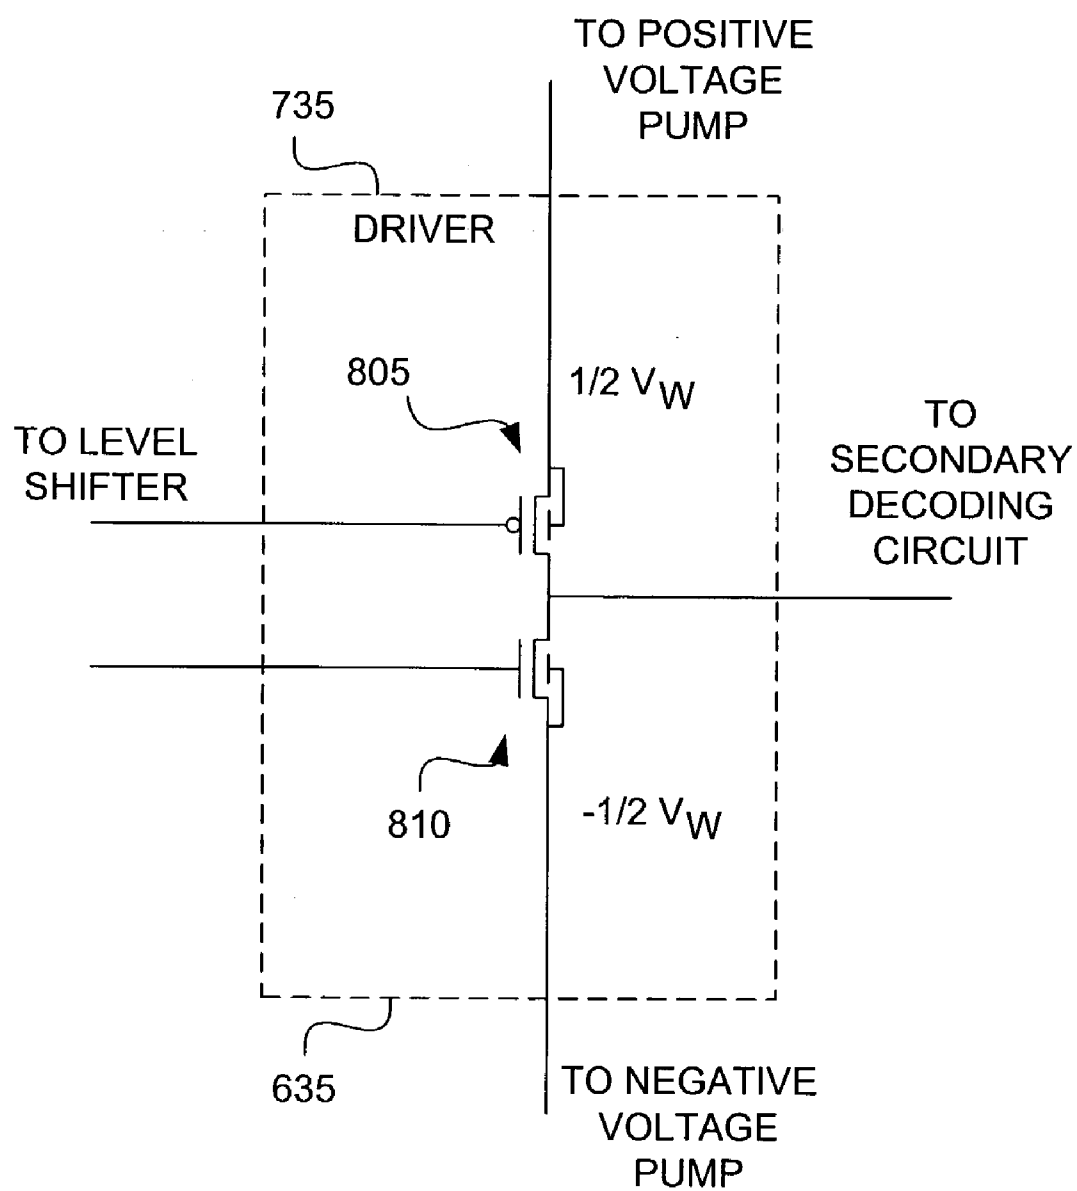 TO POSITIVE
VOLTAGE
PUMP
735
DRIVER
805
1/2 VW
TO LEVEL
SHIFTER
TO
SECONDARY
DECODING
CIRCUIT
810
-1/2 VW
635
TO NEGATIVE
VOLTAGE
PUMP